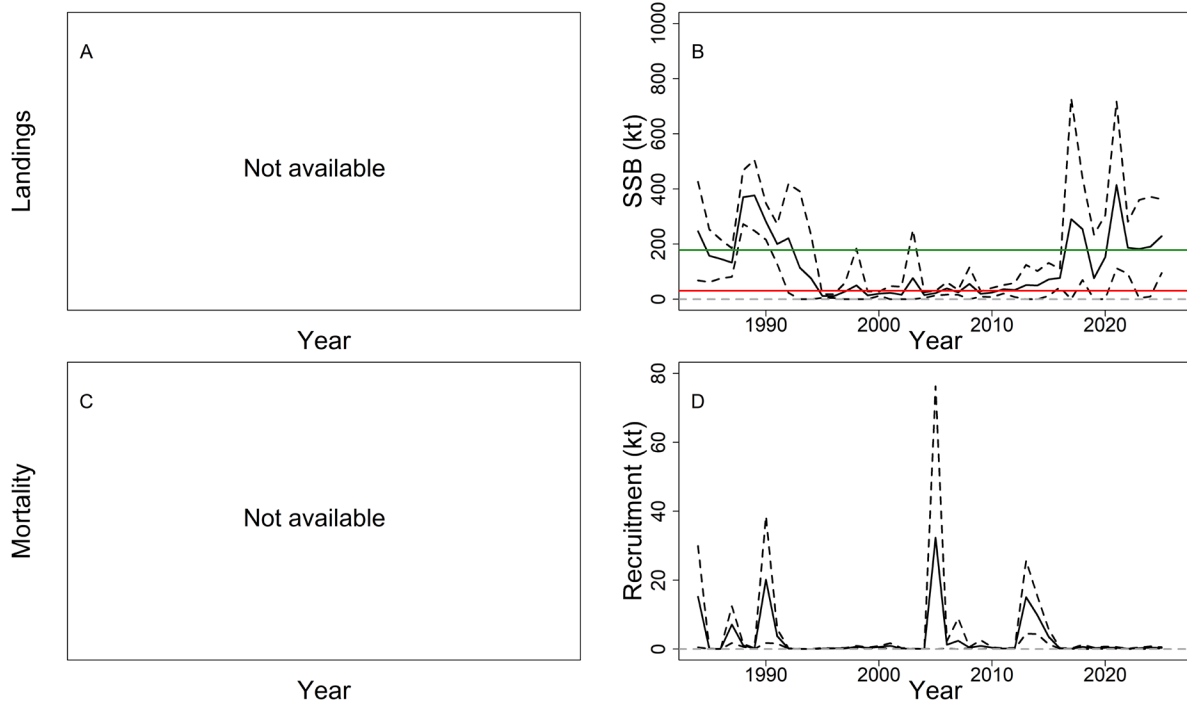 Landings
A
Not available
Year
SSB (kt)
B
1000
800
600
400
200
0
1990
2000
2010
2020
Year
Mortality
C
Not available
Year
Recruitment (kt)
D
80
60
40
20
0
1990
2000
2010
2020
Year